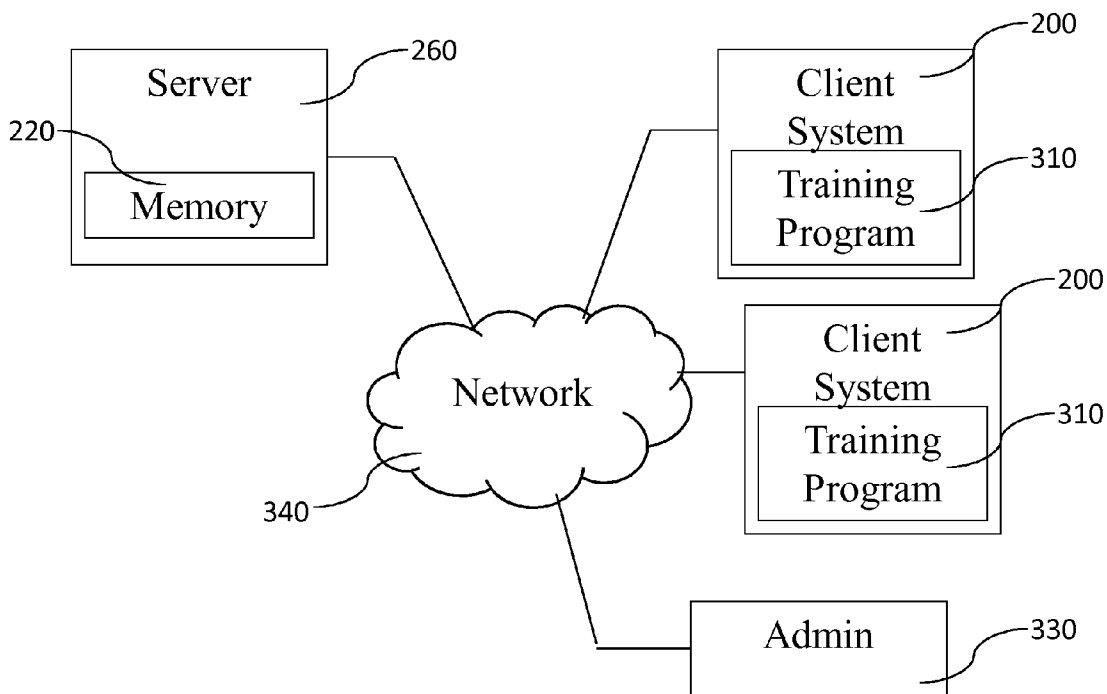 200
260
Server
Client
System
220
310
Memory
Training
Program
200
Client
System
Network
310
Training
Program
340
Admin
330